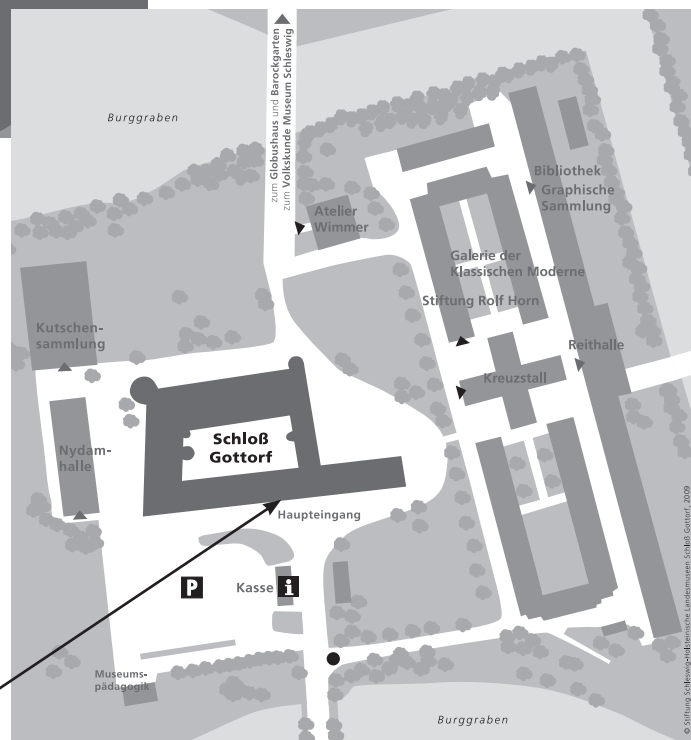 Burggraben
zum Globushaus und Barockgarten
zum Volkskunde Museum Schleswig
Bibliothek
Graphische
Sammlung
Atelier
Wimmer
Galerie der
Klassischen Moderne
Stiftung Rolf Horn
Kutschen-
sammlung
Reithalle
Kreuzstall
Schloß
Gottorf
Nydam-
halle
Haupteingang
P
Kasse i
Museums-
pädagogik
Burggraben
© Stiftung Schleswig-Holsteinische Landesmuseen Schloß Gottorf, 2009